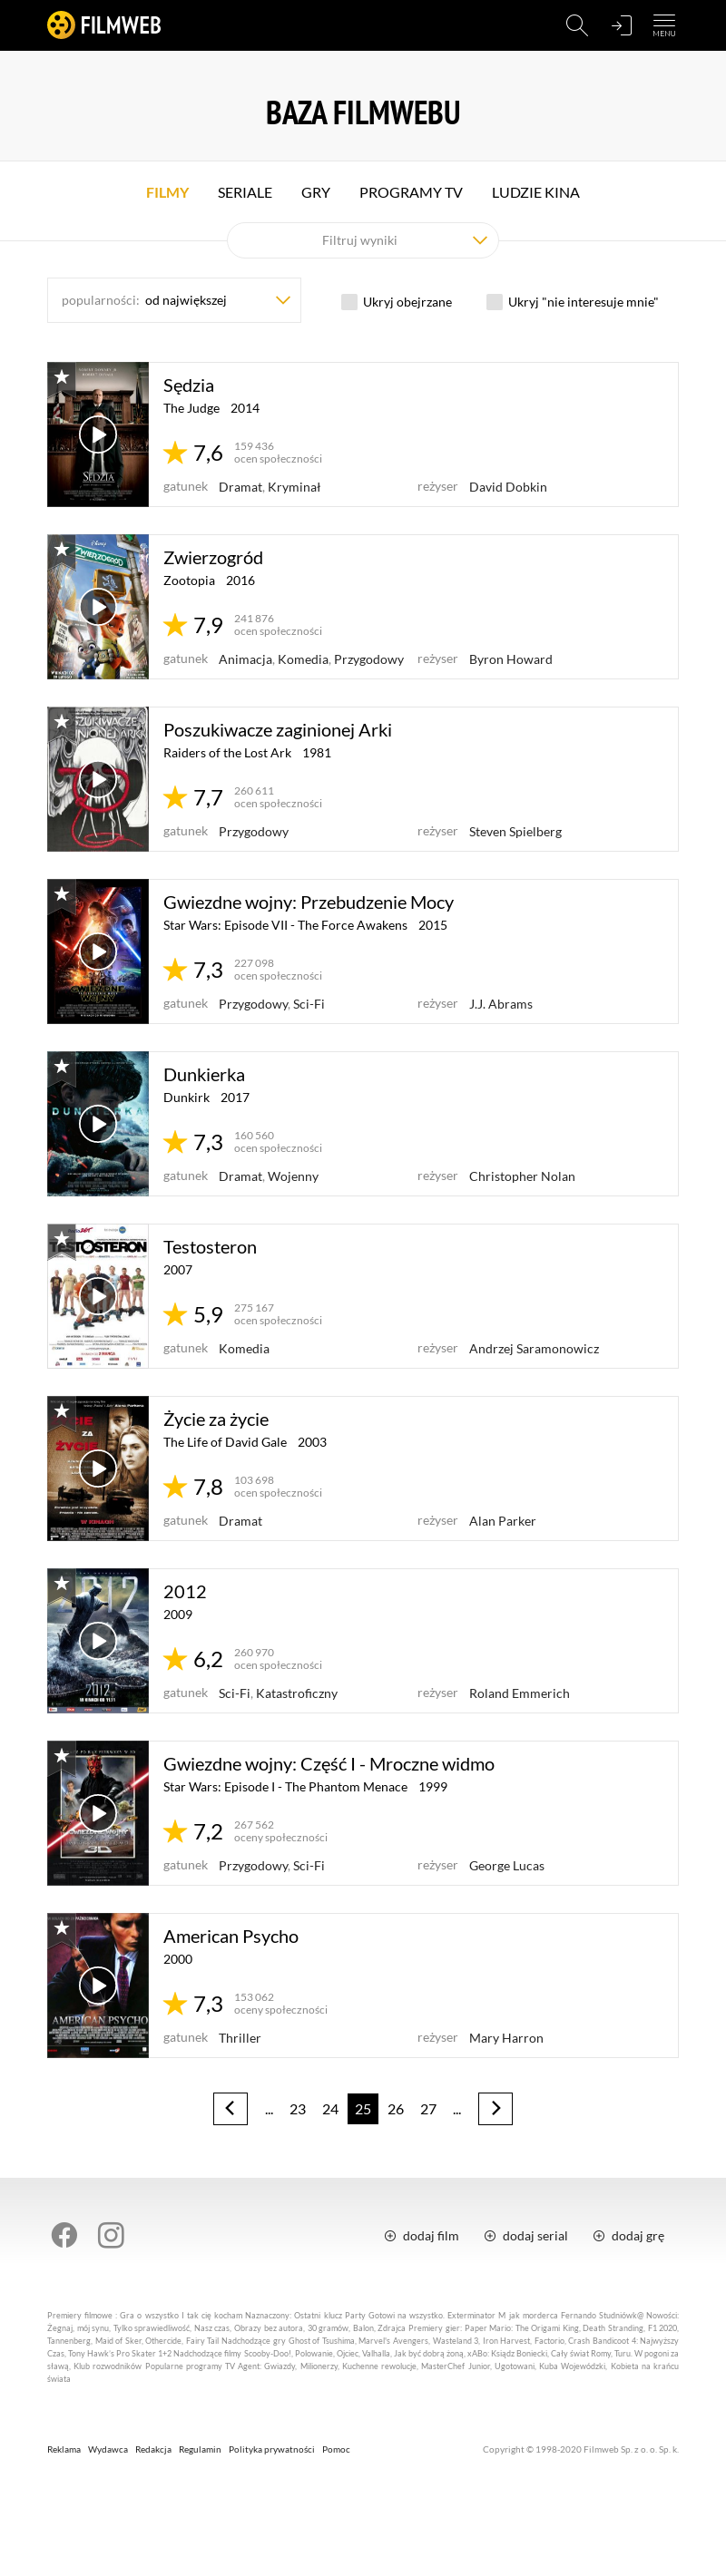 FILMWEB
MENU
BAZA FILMWEBU
FILMY SERIALE GRY PROGRAMY TV LUDZIE KINA
Filtruj wyniki
popularności: od największej
Ukryj obejrzane
Ukryj "nie interesuje mnie"
SĘDZIA
Sędzia
The Judge 2014
7,6
159 436
ocen społeczności
gatunek Dramat, Kryminał reżyser David Dobkin
ZWIERZOGRÓD
Zwierzogród
Zootopia 2016
7,9
241 876
ocen społeczności
gatunek Animacja, Komedia, Przygodowy reżyser Byron Howard
Poszukiwacze zaginionej Arki
Raiders of the Lost Ark 1981
7,7
260 611
ocen społeczności
gatunek Przygodowy reżyser Steven Spielberg
GWIEZDNE
WOJNY
Gwiezdne wojny: Przebudzenie Mocy
Star Wars: Episode VII - The Force Awakens 2015
7,3
227 098
ocen społeczności
gatunek Przygodowy, Sci-Fi reżyser J.J. Abrams
DUNKIERKA
Dunkierka
Dunkirk 2017
7,3
160 560
ocen społeczności
gatunek Dramat, Wojenny reżyser Christopher Nolan
TESTOSTERON
Testosteron
2007
5,9
275 167
ocen społeczności
gatunek Komedia reżyser Andrzej Saramonowicz
ZA
ŻYCIE
W KINACH
Życie za życie
The Life of David Gale 2003
7,8
103 698
ocen społeczności
gatunek Dramat reżyser Alan Parker
2012
2012
2009
6,2
260 970
ocen społeczności
gatunek Sci-Fi, Katastroficzny reżyser Roland Emmerich
3D
Gwiezdne wojny: Część I - Mroczne widmo
Star Wars: Episode I - The Phantom Menace 1999
7,2
267 562
oceny społeczności
gatunek Przygodowy, Sci-Fi reżyser George Lucas
AMERICAN PSYCHO
American Psycho
2000
7,3
153 062
oceny społeczności
gatunek Thriller reżyser Mary Harron
... 23 24 25 26 27 ...
dodaj film dodaj serial dodaj grę
Premiery filmowe : Gra o wszystko I tak cię kocham Naznaczony: Ostatni klucz Party Gotowi na wszystko. Exterminator M jak morderca Fernando Studniówk@ Nowości:
Żegnaj, mój synu, Tylko sprawiedliwość, Nasz czas, Obrazy bez autora, 30 gramów, Balon, Zdrajca Premiery gier: Paper Mario: The Origami King, Death Stranding, F1 2020,
Tannenberg, Maid of Sker, Othercide, Fairy Tail Nadchodzące gry Ghost of Tsushima, Marvel's Avengers, Wasteland 3, Iron Harvest, Factorio, Crash Bandicoot 4: Najwyższy
Czas, Tony Hawk's Pro Skater 1+2 Nadchodzące filmy Scooby-Doo!, Polowanie, Ojciec, Valhalla, Jak być dobrą żoną, xABo: Ksiądz Boniecki, Cały świat Romy, Turu. W pogoni za
sławą, Klub rozwodników Popularne programy TV Agent: Gwiazdy, Milionerzy, Kuchenne rewolucje, MasterChef Junior, Ugotowani, Kuba Wojewódzki, Kobieta na krańcu
świata
Reklama Wydawca Redakcja Regulamin Polityka prywatności Pomoc
Copyright © 1998-2020 Filmweb Sp. z o. o. Sp. k.